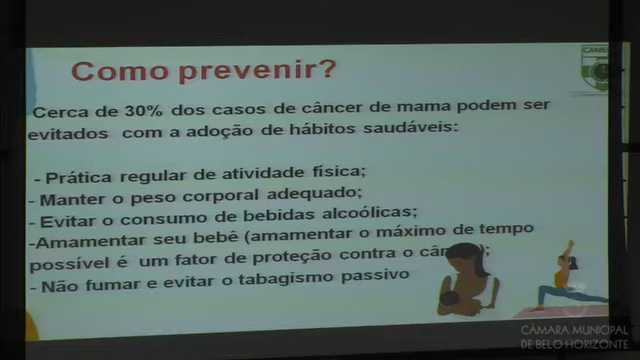 Como prevenir?
Cerca de 30% dos casos de câncer de mama podem ser
evitados com a adoção de hábitos saudáveis:
- Prática regular de atividade física;
- Manter o peso corporal adequado;
- Evitar o consumo de bebidas alcoólicas;
-Amamentar seu bebê (amamentar o máximo de tempo
possível é um fator de proteção contra o );
- Não fumar e evitar o tabagismo passivo
CÂMARA MUNICIPAL
DE BELO HORIZONTE